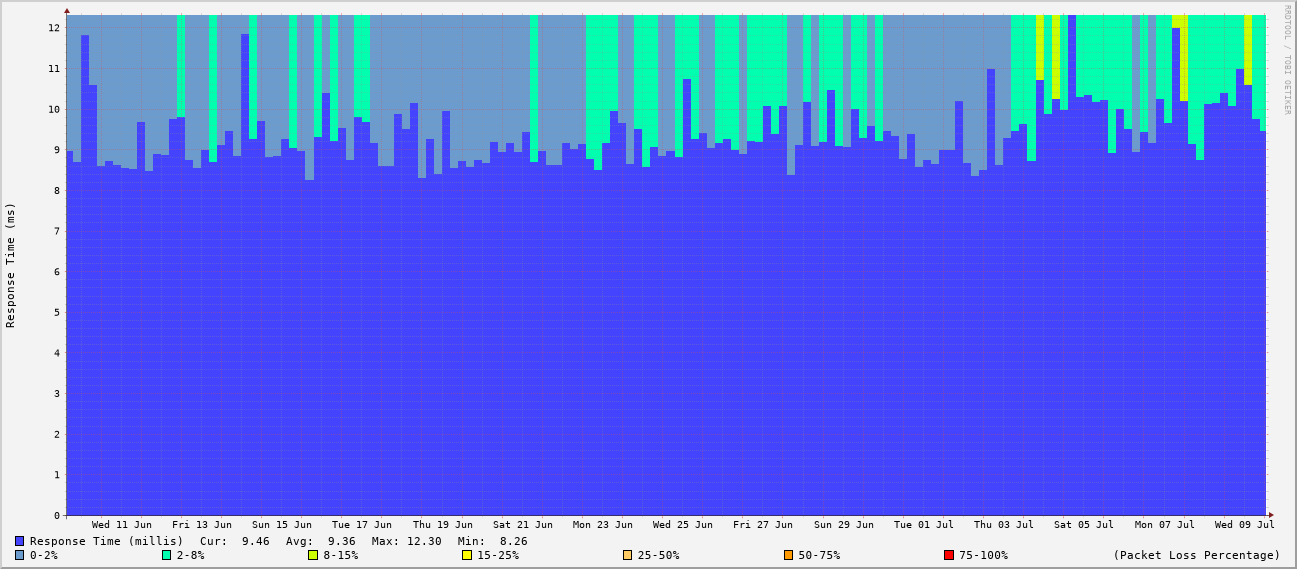 RRDTOOL / TOBI OETIKER
Response Time (ms)
12
11
10
9
8
7
6
5
4
3
2
1
0
Wed 11 Jun Fri 13 Jun Sun 15 Jun Tue 17 Jun Thu 19 Jun Sat 21 Jun Mon 23 Jun Wed 25 Jun Fri 27 Jun Sun 29 Jun Tue 01 Jul Thu 03 Jul Sat 05 Jul Mon 07 Jul Wed 09 Jul
Response Time (millis) Cur: 9.46 Avg: 9.36 Max: 12.30 Min: 8.26
0-2% 2-8% 8-15% 15-25% 25-50% 50-75% 75-100% (Packet Loss Percentage)